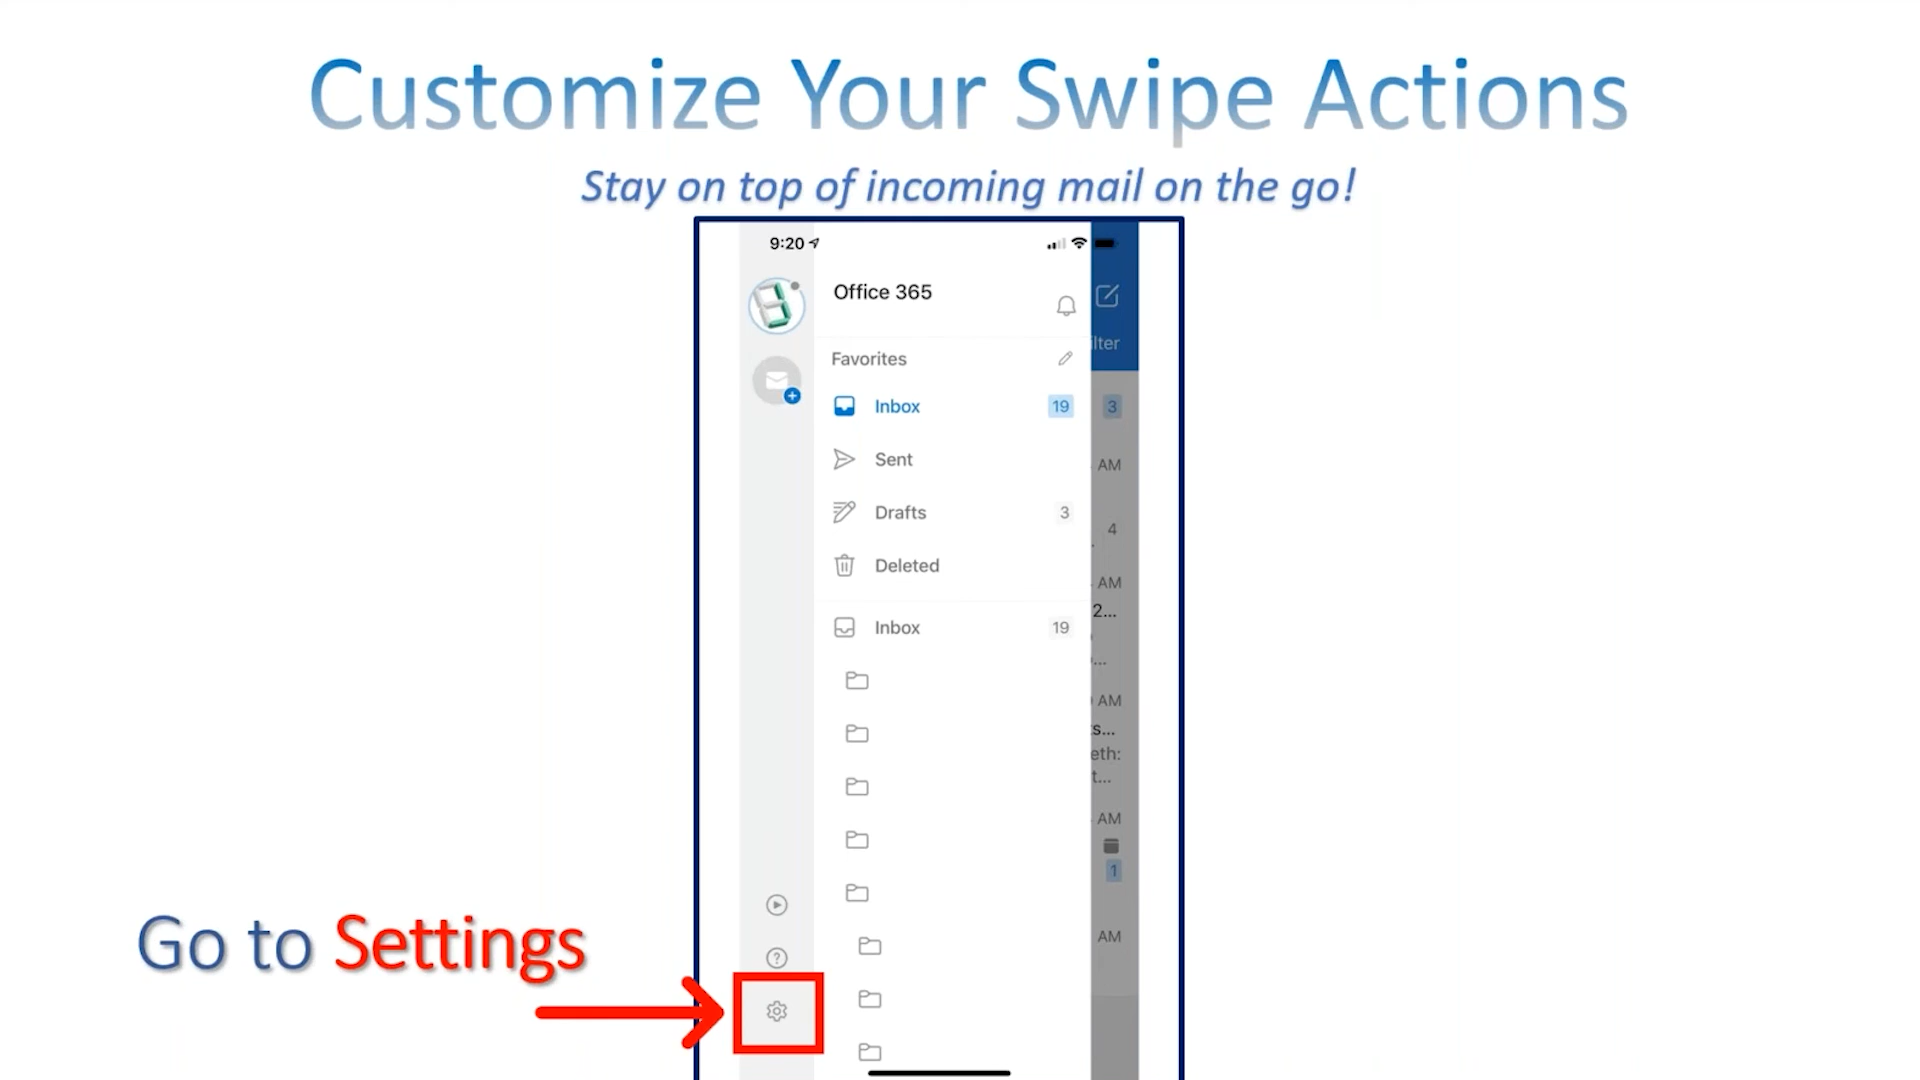 Customize Your Swipe Actions
Stay on top of incoming mail on the go!
9:20
Office 365
ilter
Favorites
Inbox 19 3
AM
Sent
Drafts 3 4
Deleted
AM
2...
Inbox 19
...
AM
s...
eth:
t...
AM
1
AM
Go to Settings